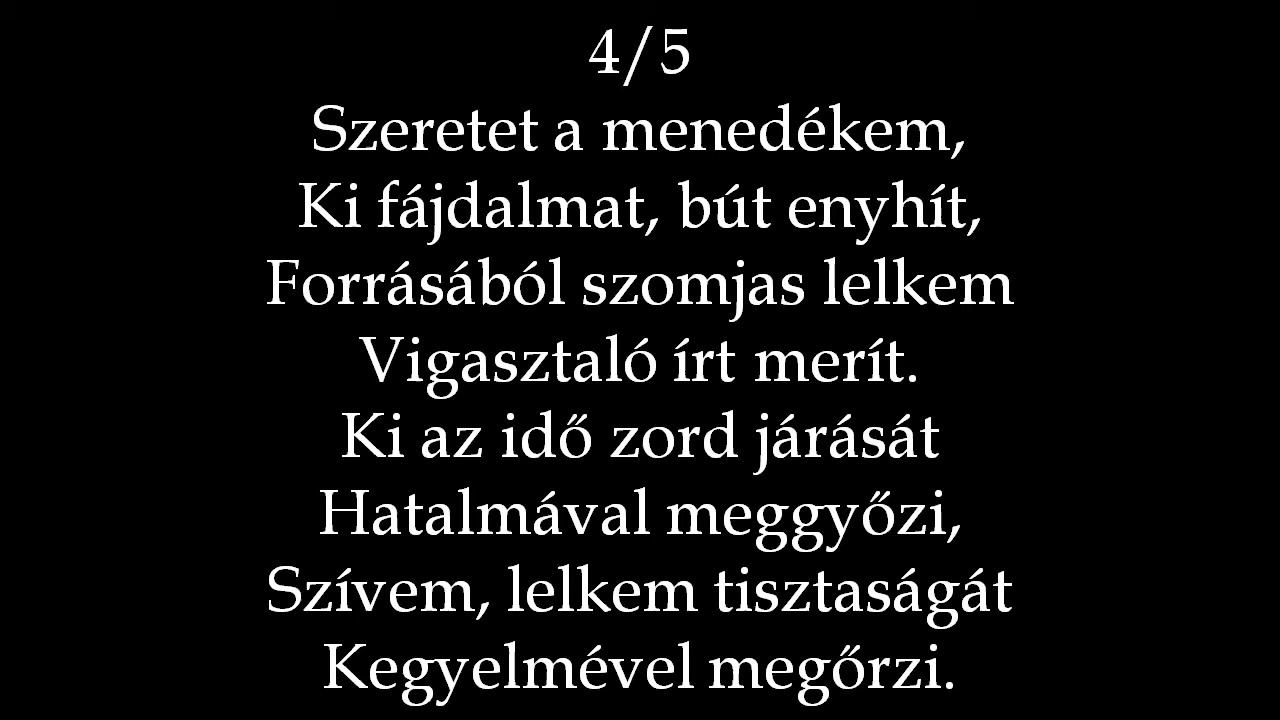 4/5
Szeretet a menedékem,
Ki fájdalmat, bút enyhít,
Forrásából szomjas lelkem
Vigasztaló írt merít.
Ki az idő zord járását
Hatalmával meggyőzi,
Szívem, lelkem tisztaságát
Kegyelmével megőrzi.